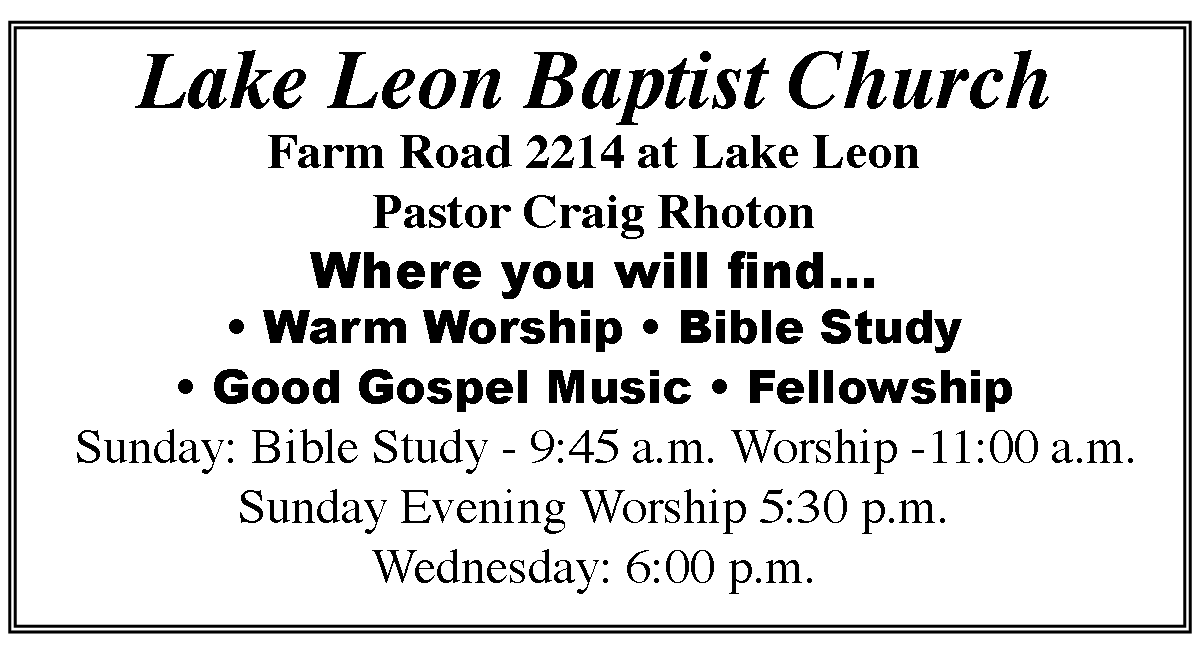 Lake Leon Baptist Church
Farm Road 2214 at Lake Leon
Pastor Craig Rhoton
Where you will find...
• Warm Worship • Bible Study
• Good Gospel Music • Fellowship
Sunday: Bible Study - 9:45 a.m. Worship -11:00 a.m.
Sunday Evening Worship 5:30 p.m.
Wednesday: 6:00 p.m.